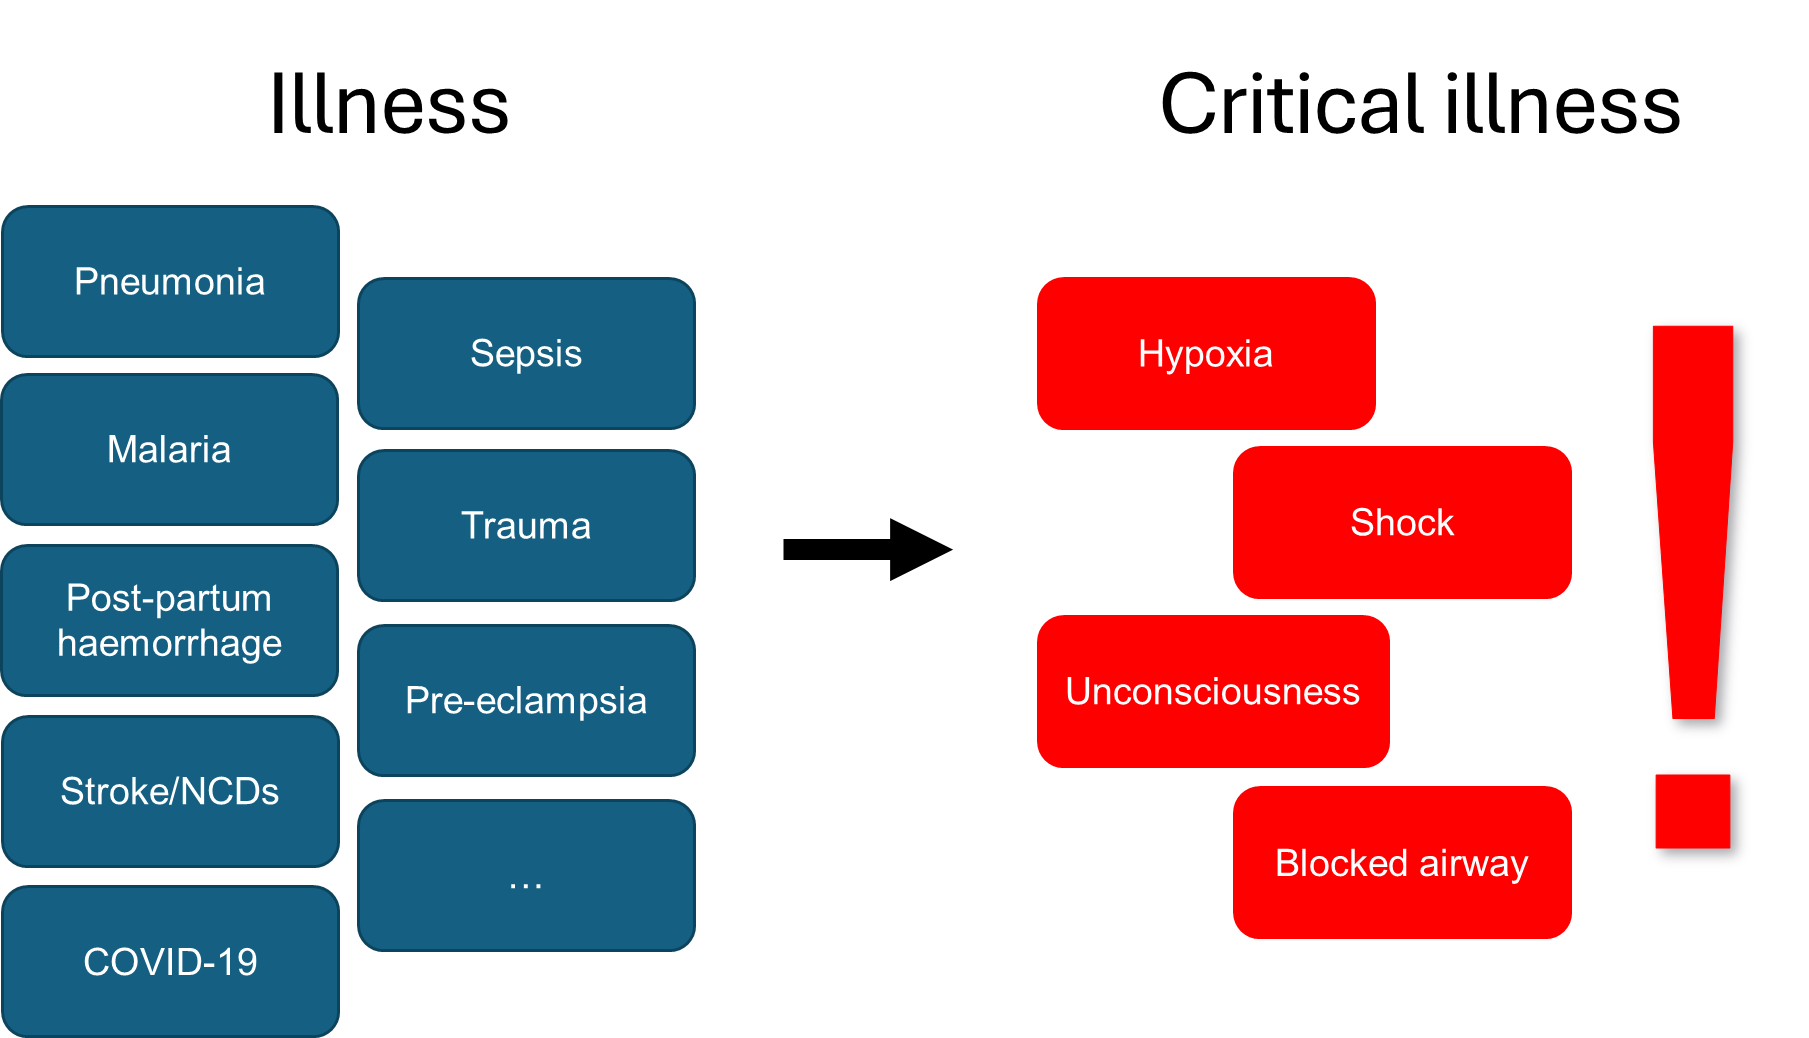 Illness
Critical illness
Pneumonia
Malaria
Post-partum
haemorrhage
Stroke/NCDs
COVID-19
Sepsis
Trauma
Pre-eclampsia
...
Hypoxia
Shock
Unconsciousness
Blocked airway
!